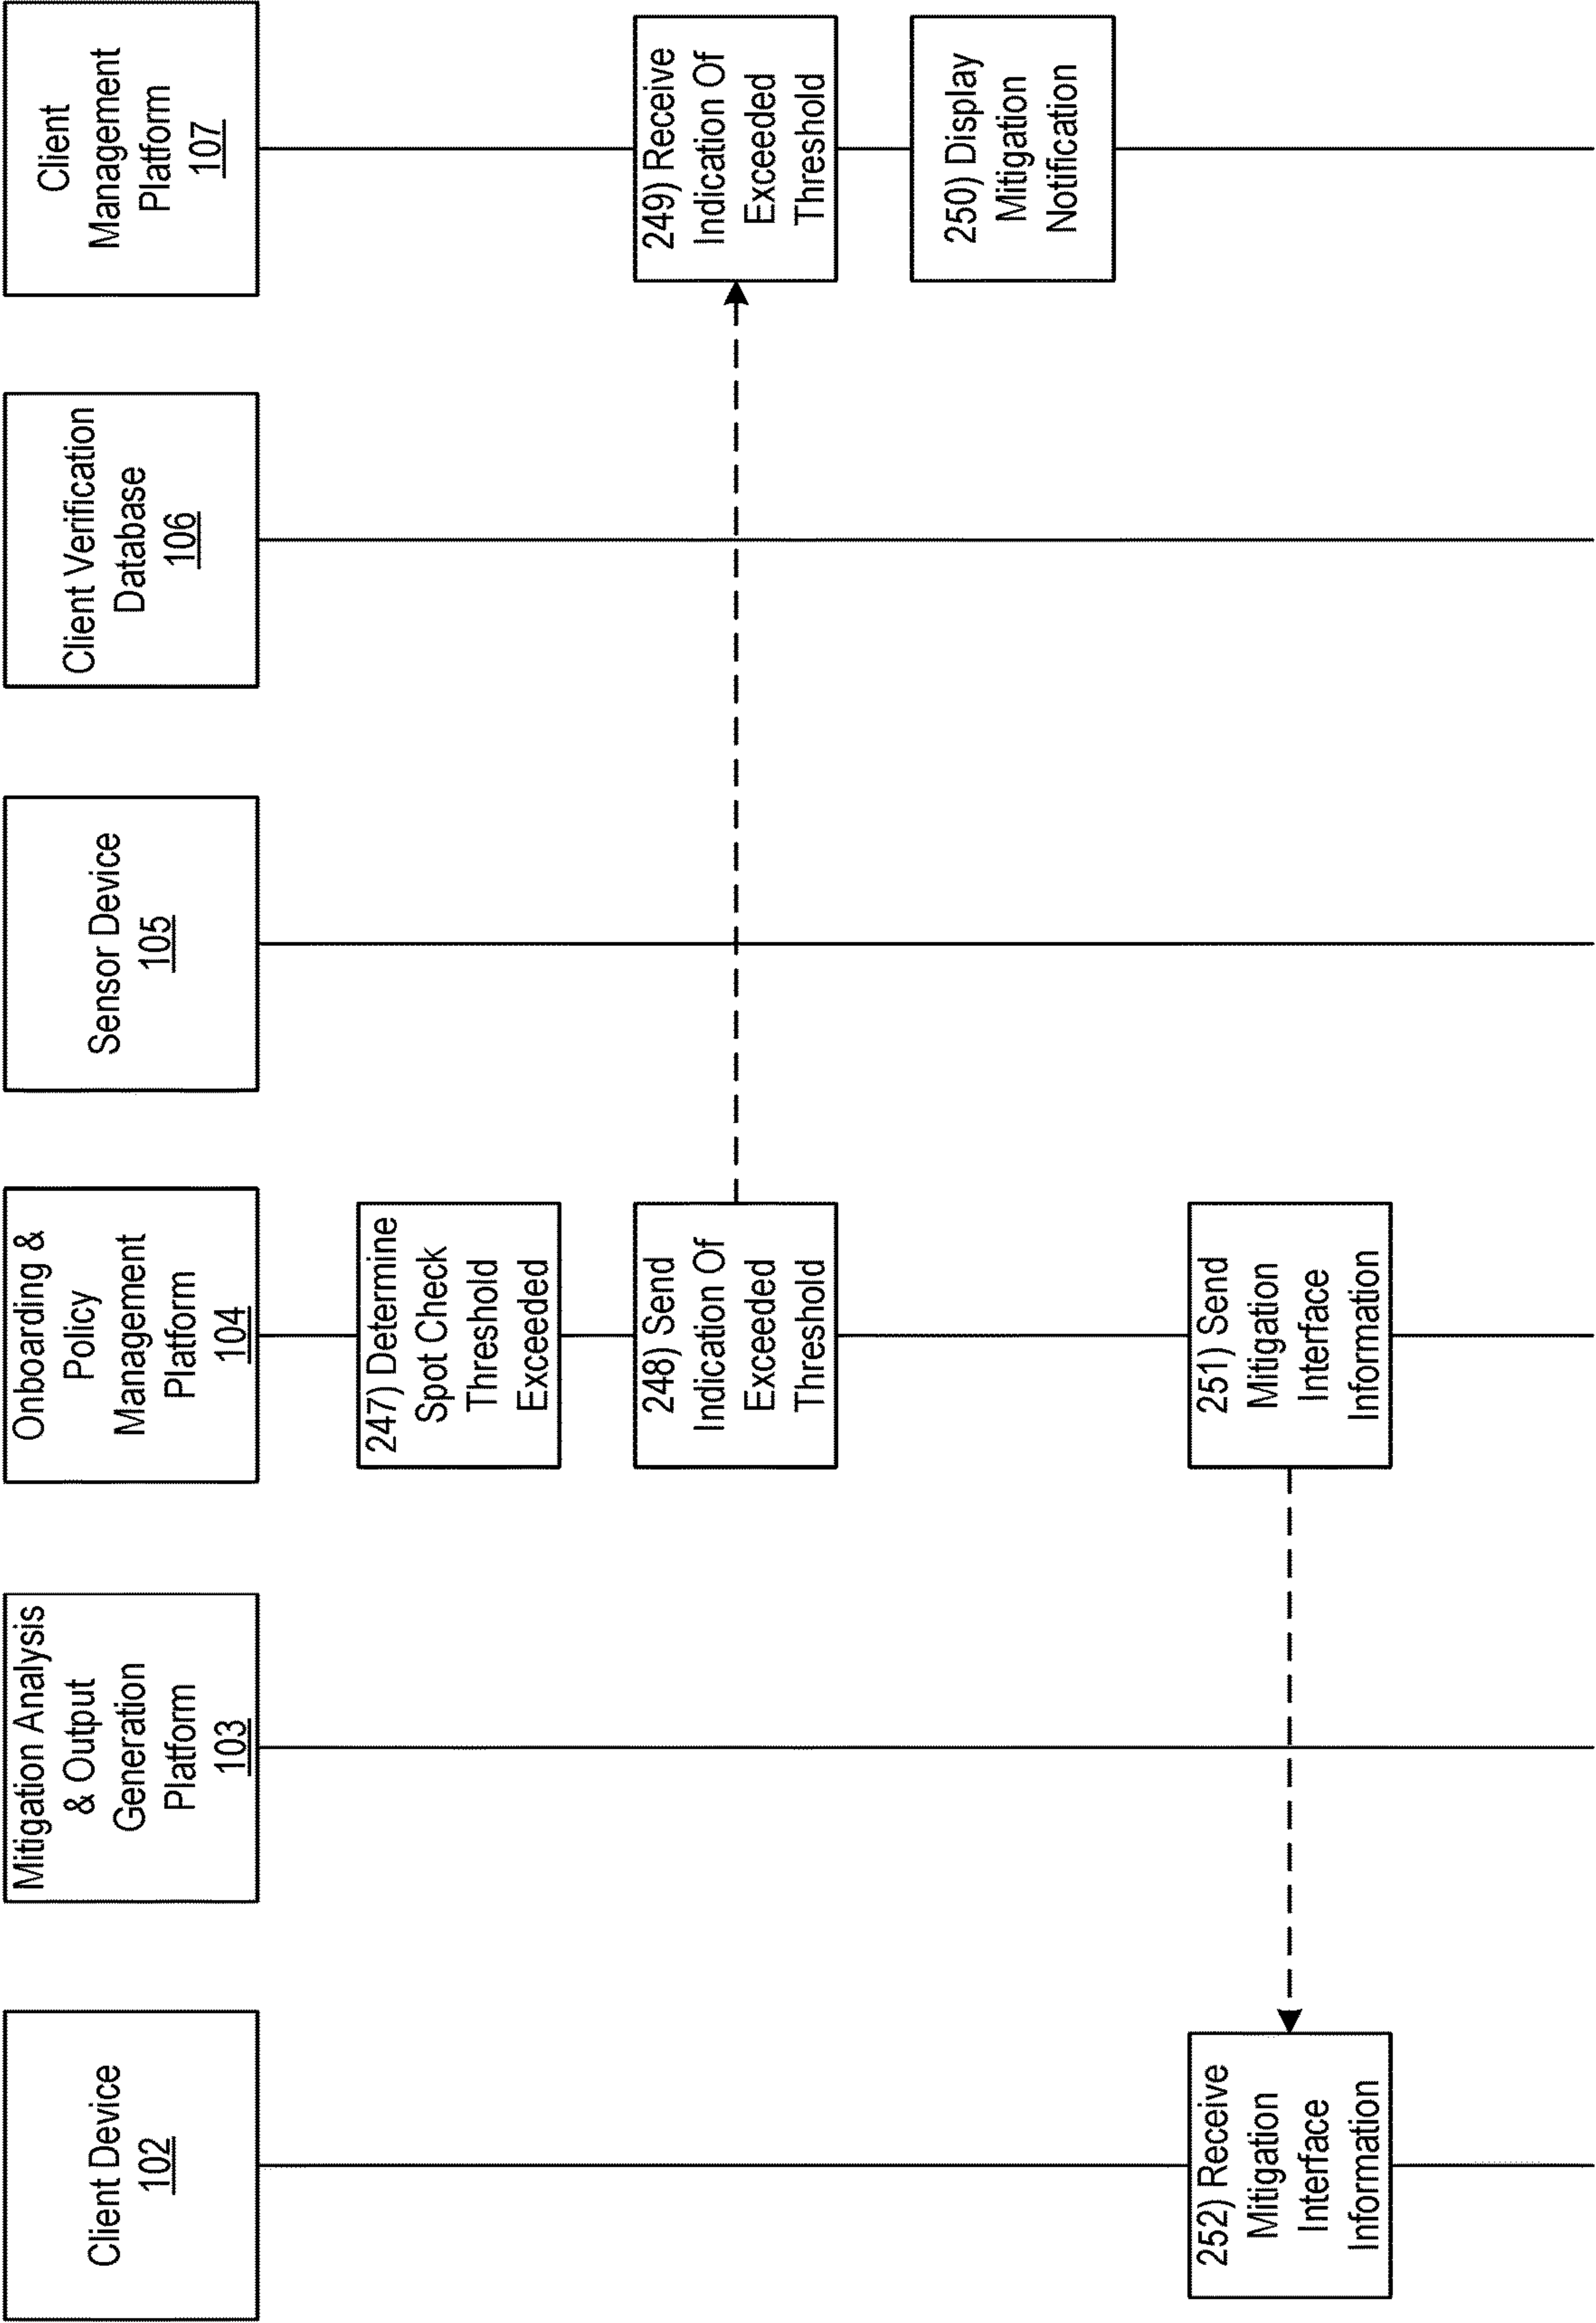 Client Device
102
Mitigation Analysis
& Output
Generation
Platform
103
Onboarding &
Policy
Management
Platform
104
Sensor Device
105
Client Verification
Database
106
Client
Management
Platform
107
247) Determine
Spot Check
Threshold
Exceeded
248) Send
Indication Of
Exceeded
Threshold
249) Receive
Indication Of
Exceeded
Threshold
250) Display
Mitigation
Notification
251) Send
Mitigation
Interface
Information
252) Receive
Mitigation
Interface
Information